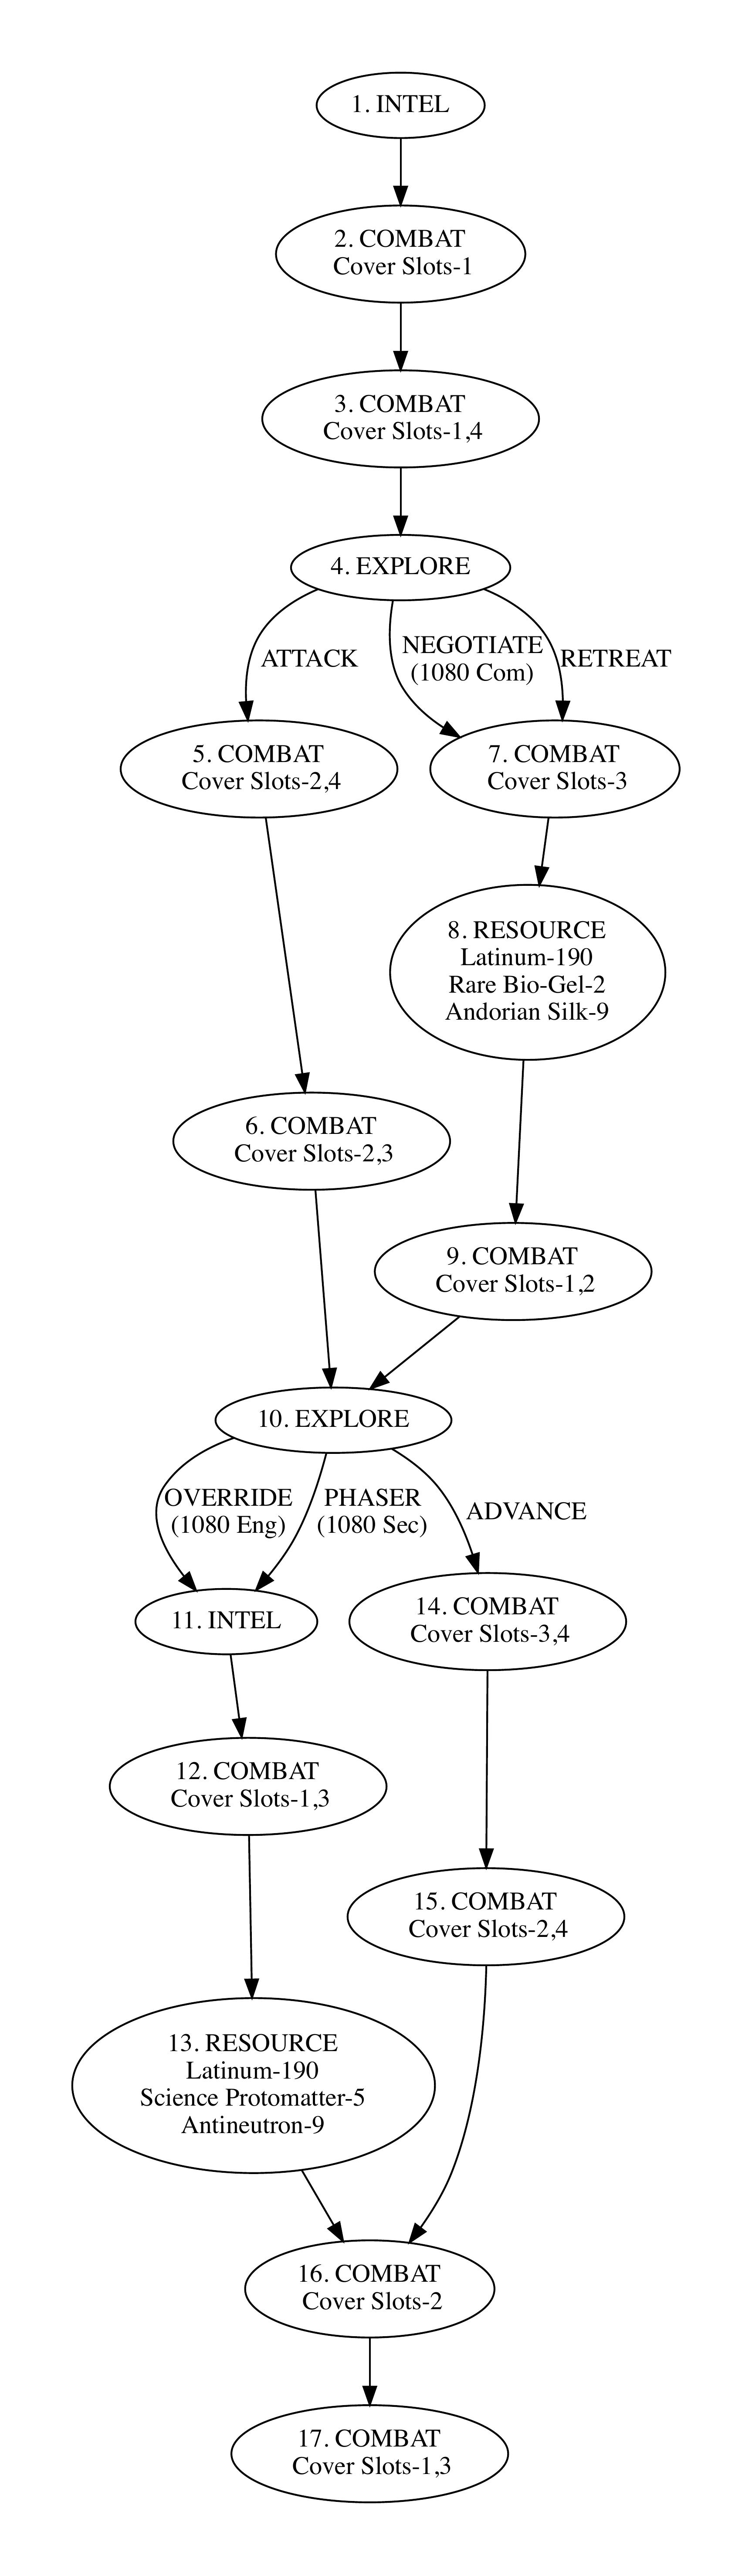 1. INTEL
2. COMBAT
Cover Slots-1
3. COMBAT
Cover Slots-1,4
4. EXPLORE
ATTACK
NEGOTIATE
(1080 Com)
RETREAT
5. COMBAT
Cover Slots-2,4
7. COMBAT
Cover Slots-3
8. RESOURCE
Latinum-190
Rare Bio-Gel-2
Andorian Silk-9
6. COMBAT
Cover Slots-2,3
9. COMBAT
Cover Slots-1,2
10. EXPLORE
OVERRIDE
(1080 Eng)
PHASER
(1080 Sec)
ADVANCE
11. INTEL
14. COMBAT
Cover Slots-3,4
12. COMBAT
Cover Slots-1,3
15. COMBAT
Cover Slots-2,4
13. RESOURCE
Latinum-190
Science Protomatter-5
Antineutron-9
16. COMBAT
Cover Slots-2
17. COMBAT
Cover Slots-1,3